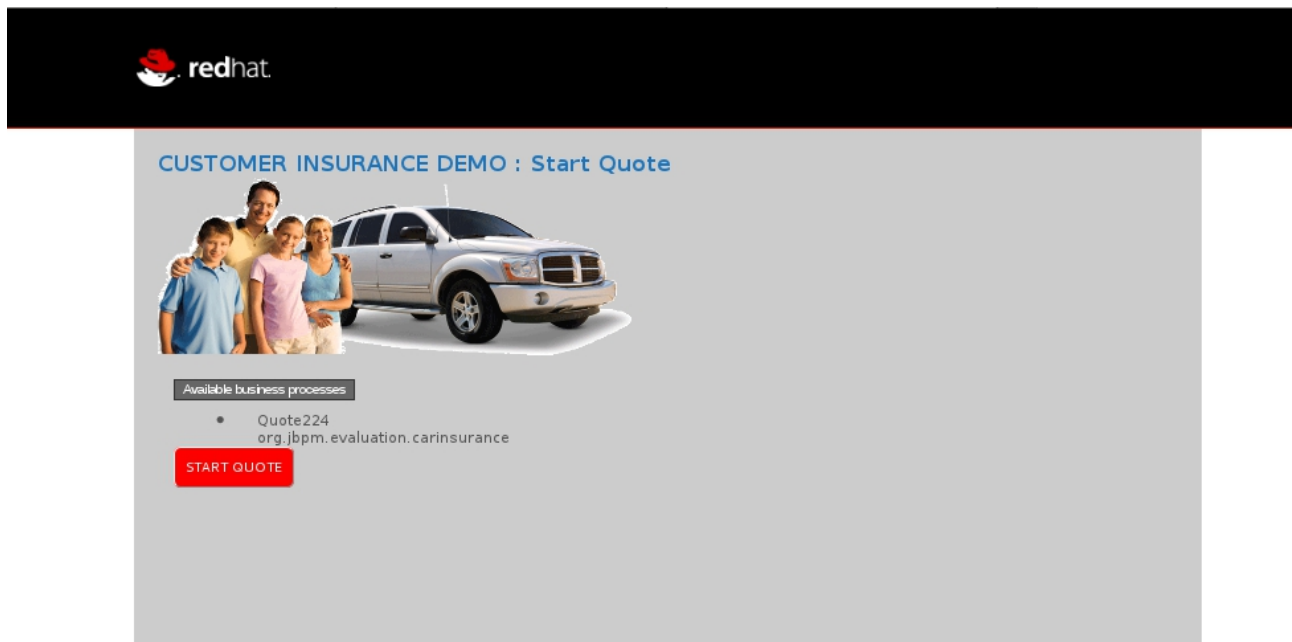 redhat.
CUSTOMER INSURANCE DEMO : Start Quote
Available business processes
Quote224
org.jbpm.evaluation.carinsurance
START QUOTE